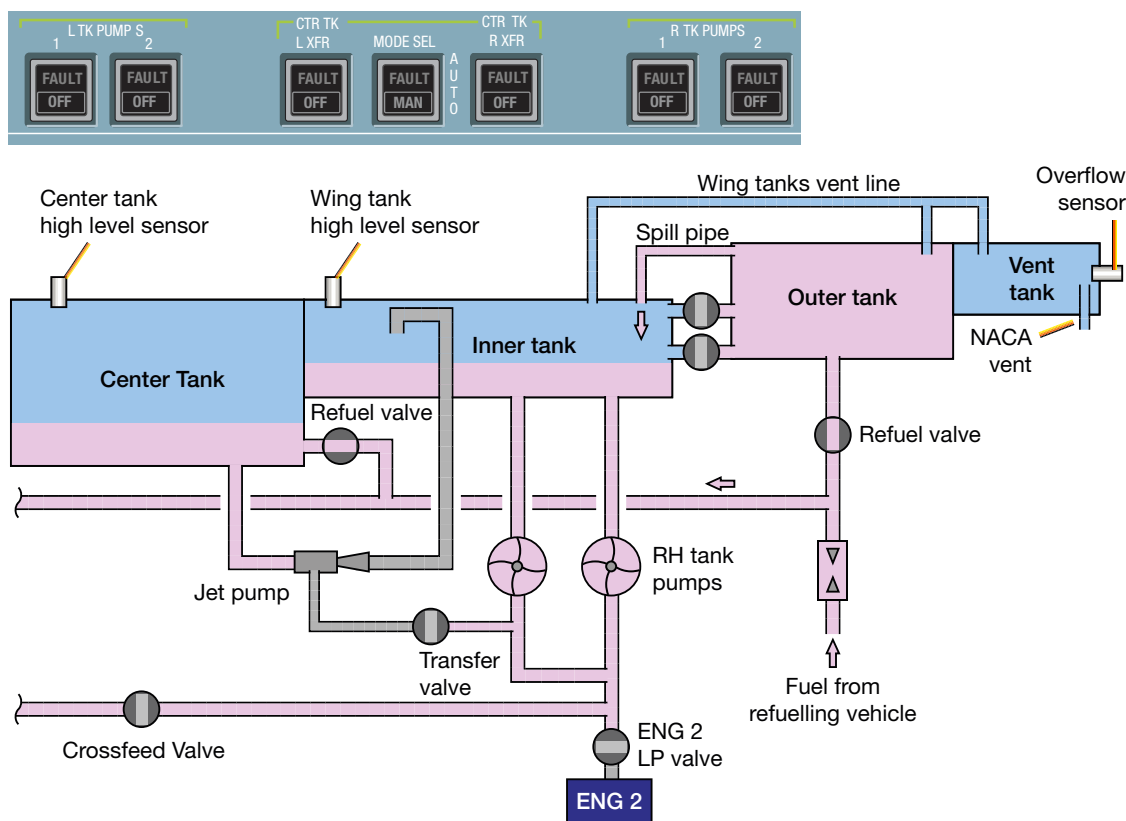 L TK PUMP S
1 2
FAULT
OFF
FAULT
OFF
CTR TK
L XFR
MODE SEL
CTR TK
R XFR
FAULT
OFF
FAULT
MAN
AUTO
FAULT
OFF
R TK PUMPS
1 2
FAULT
OFF
FAULT
OFF
Center tank
high level sensor
Wing tank
high level sensor
Wing tanks vent line
Overflow
sensor
Spill pipe
Vent
tank
Outer tank
Inner tank
NACA
vent
Center Tank
Refuel valve
Refuel valve
RH tank
pumps
Jet pump
Transfer
valve
Fuel from
refuelling vehicle
Crossfeed Valve
ENG 2
LP valve
ENG 2